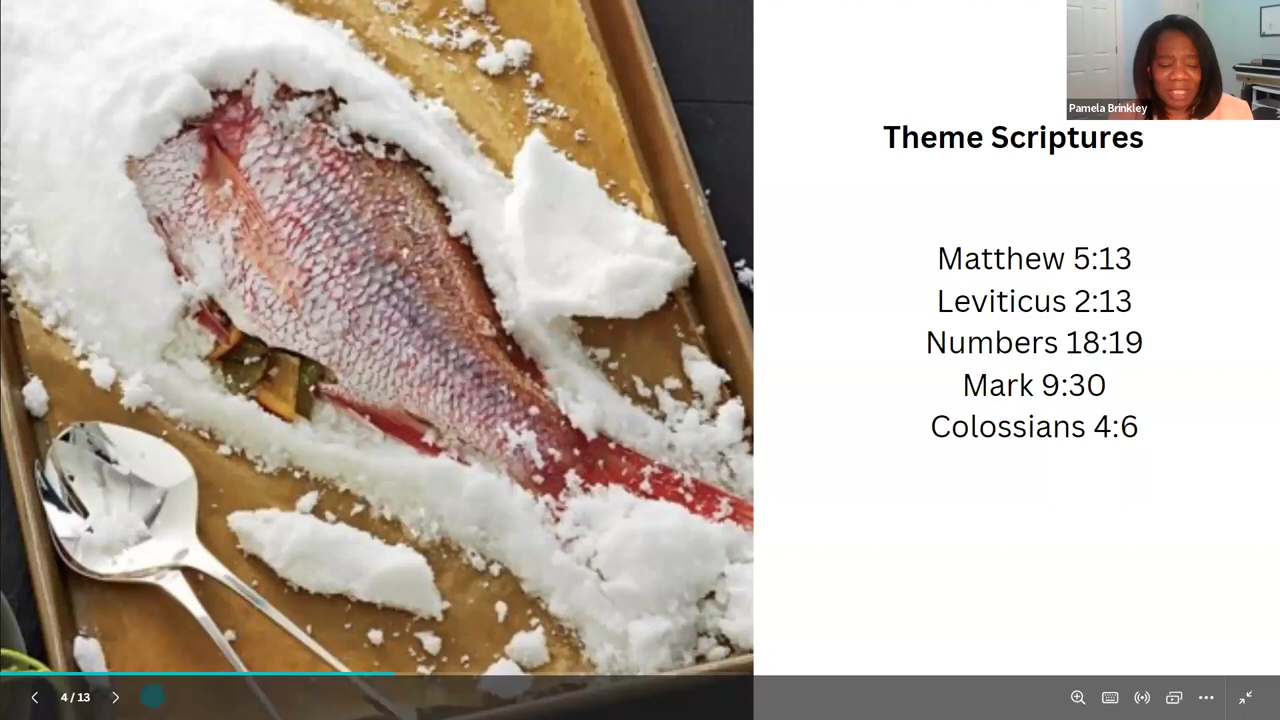 Pamela Brinkley
Theme Scriptures
Matthew 5:13
Leviticus 2:13
Numbers 18:19
Mark 9:30
Colossians 4:6
4 / 13